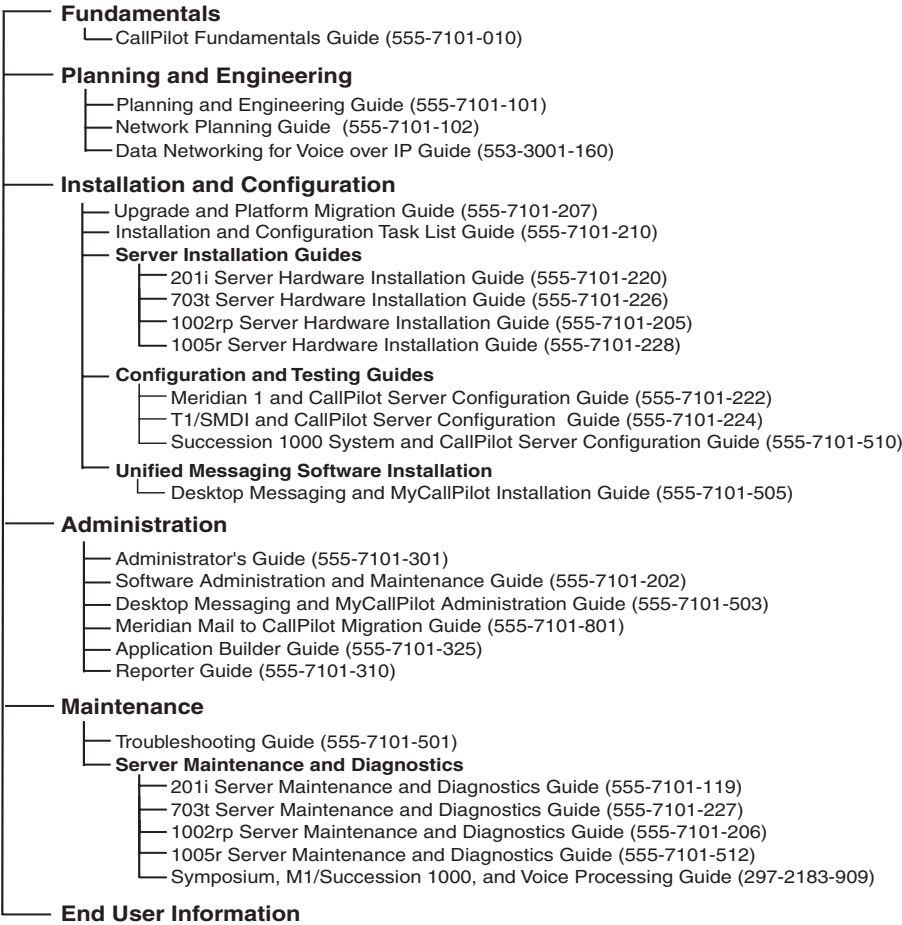 Fundamentals
CallPilot Fundamentals Guide (555-7101-010)
Planning and Engineering
Planning and Engineering Guide (555-7101-101)
Network Planning Guide (555-7101-102)
Data Networking for Voice over IP Guide (553-3001-160)
Installation and Configuration
Upgrade and Platform Migration Guide (555-7101-207)
Installation and Configuration Task List Guide (555-7101-210)
Server Installation Guides
201i Server Hardware Installation Guide (555-7101-220)
703t Server Hardware Installation Guide (555-7101-226)
1002rp Server Hardware Installation Guide (555-7101-205)
1005r Server Hardware Installation Guide (555-7101-228)
Configuration and Testing Guides
Meridian 1 and CallPilot Server Configuration Guide (555-7101-222)
T1/SMDI and CallPilot Server Configuration Guide (555-7101-224)
Succession 1000 System and CallPilot Server Configuration Guide (555-7101-510)
Unified Messaging Software Installation
Desktop Messaging and MyCallPilot Installation Guide (555-7101-505)
Administration
Administrator's Guide (555-7101-301)
Software Administration and Maintenance Guide (555-7101-202)
Desktop Messaging and MyCallPilot Administration Guide (555-7101-503)
Meridian Mail to CallPilot Migration Guide (555-7101-801)
Application Builder Guide (555-7101-325)
Reporter Guide (555-7101-310)
Maintenance
Troubleshooting Guide (555-7101-501)
Server Maintenance and Diagnostics
201i Server Maintenance and Diagnostics Guide (555-7101-119)
703t Server Maintenance and Diagnostics Guide (555-7101-227)
1002rp Server Maintenance and Diagnostics Guide (555-7101-206)
1005r Server Maintenance and Diagnostics Guide (555-7101-512)
Symposium, M1/Succession 1000, and Voice Processing Guide (297-2183-909)
End User Information